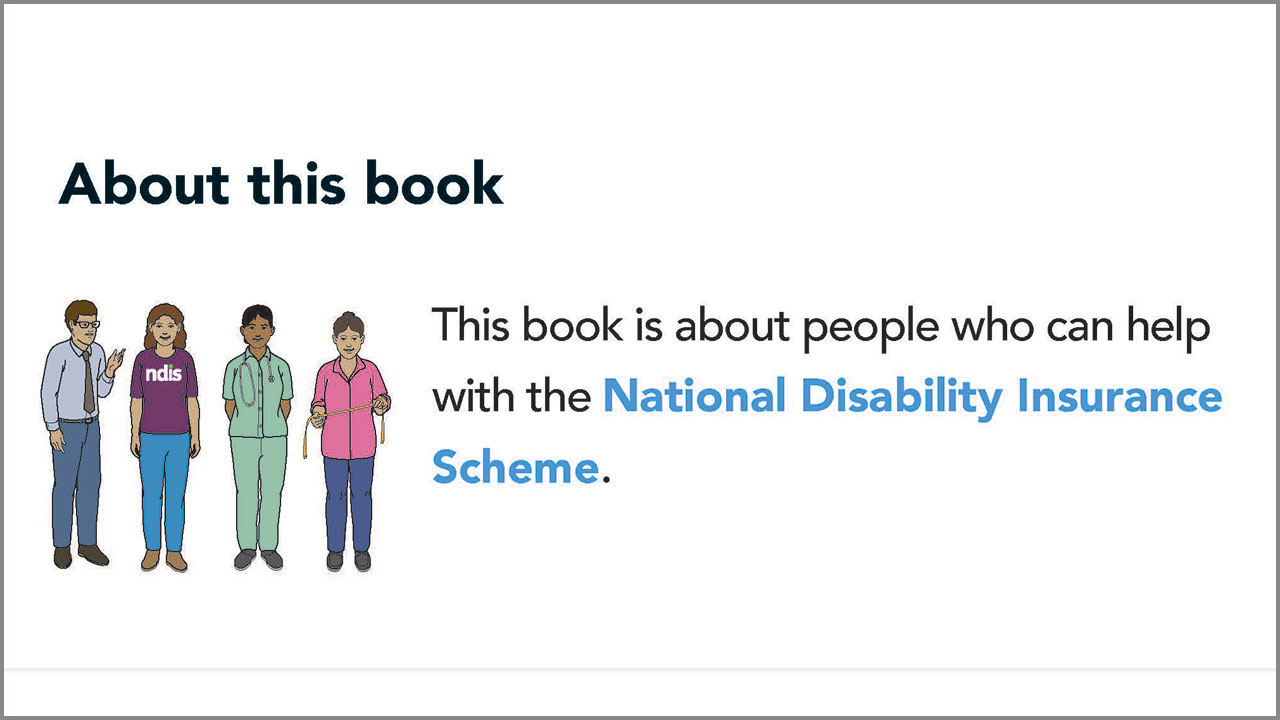 About this book
ndis
This book is about people who can help
with the National Disability Insurance
Scheme.